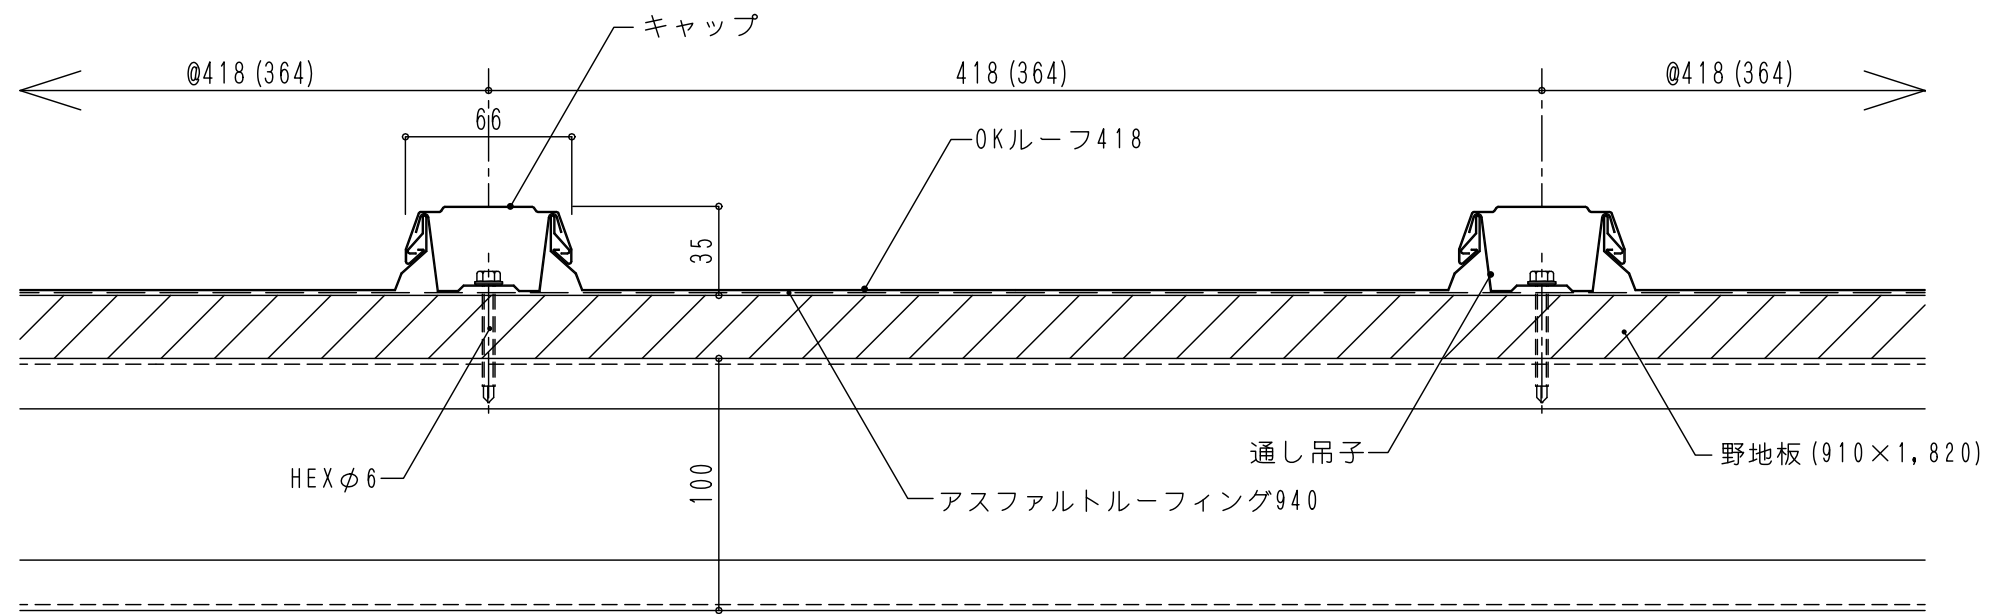 キャップ
@418(364)
418(364)
@418(364)
66
OKルーフ418
35
通し吊子
野地板(910×1,820)
HEXφ6
100
アスファルトルーフィング940